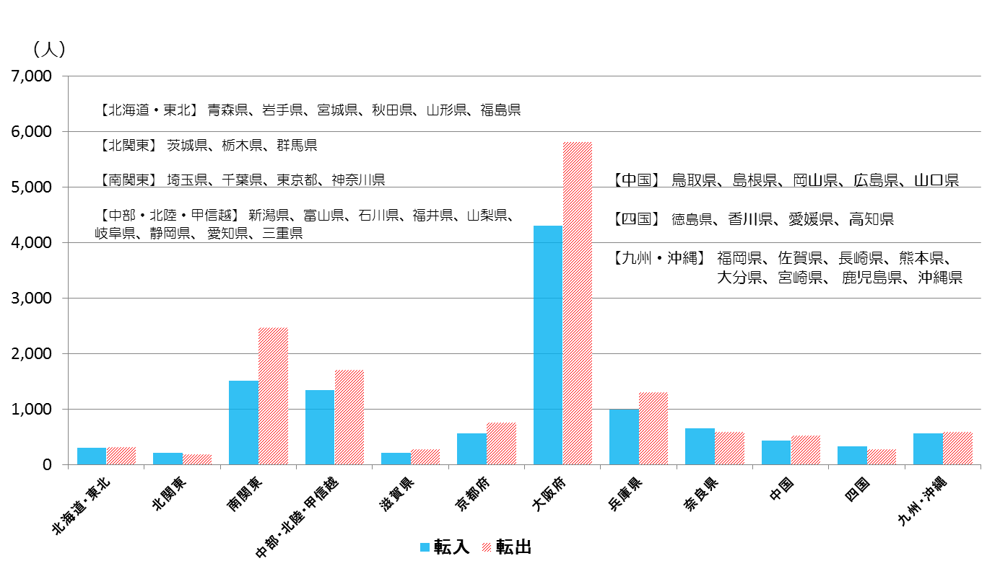 （人）
7,000
6,000
5,000
4,000
3,000
2,000
1,000
0
【北海道・東北】 青森県、岩手県、宮城県、秋田県、山形県、福島県
【北関東】 茨城県、栃木県、群馬県
【南関東】 埼玉県、千葉県、東京都、神奈川県
【中部・北陸・甲信越】 新潟県、富山県、石川県、福井県、山梨県、
岐阜県、静岡県、 愛知県、三重県
【中国】 鳥取県、島根県、岡山県、広島県、山口県
【四国】 徳島県、香川県、愛媛県、高知県
【九州・沖縄】 福岡県、佐賀県、長崎県、熊本県、
大分県、宮崎県、 鹿児島県、沖縄県
北海道・東北
北関東
南関東
中部・北陸・甲信越
滋賀県
京都府
大阪府
兵庫県
奈良県
中国
四国
九州・沖縄
転入 転出